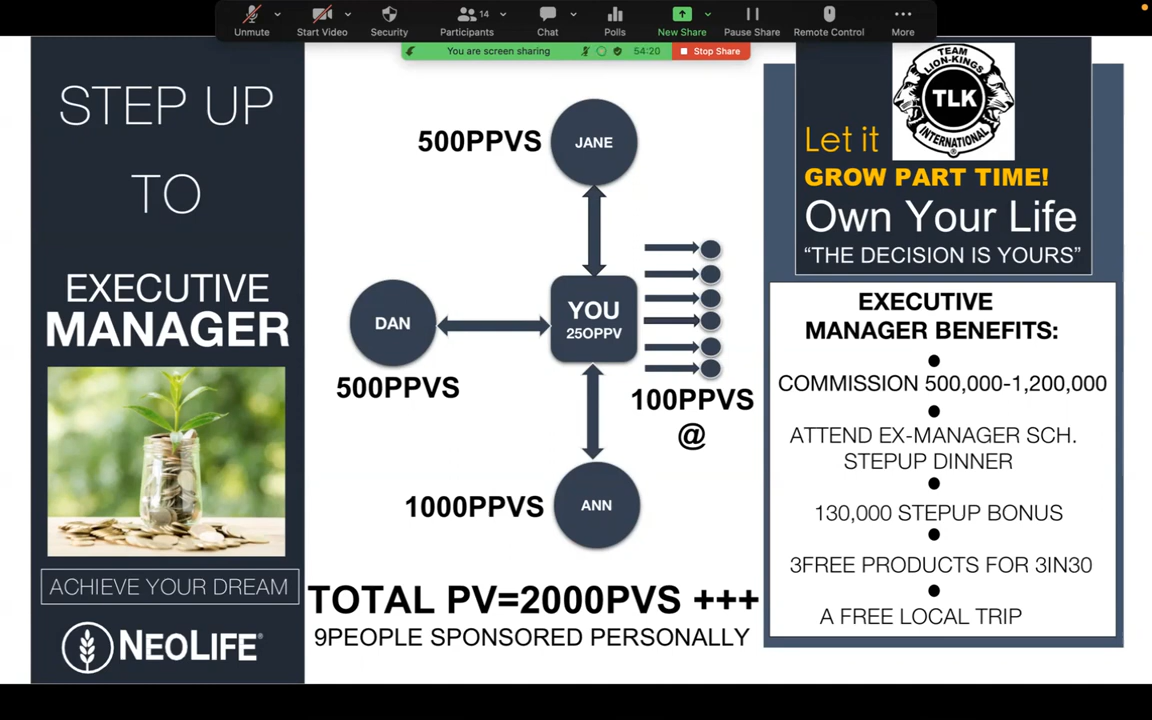 14
Unmute
Start Video
Security
Participants
Chat
Polls
New Share
Pause Share
Remote Control
More
You are screen sharing
54:20
Stop Share
STEP UP
TO
EXECUTIVE
MANAGER
ACHIEVE YOUR DREAM
NEOLIFE®
500PPVS
JANE
DAN
500PPVS
YOU
25OPPV
100PPVS
@
1000PPVS
ANN
TOTAL PV=2000PVS +++
9PEOPLE SPONSORED PERSONALLY
TEAM
LION-KINGS
TLK
INTERNATIONAL
Let it
GROW PART TIME!
Own Your Life
“THE DECISION IS YOURS”
EXECUTIVE
MANAGER BENEFITS:
COMMISSION 500,000-1,200,000
ATTEND EX-MANAGER SCH.
STEPUP DINNER
130,000 STEPUP BONUS
3FREE PRODUCTS FOR 3IN30
A FREE LOCAL TRIP